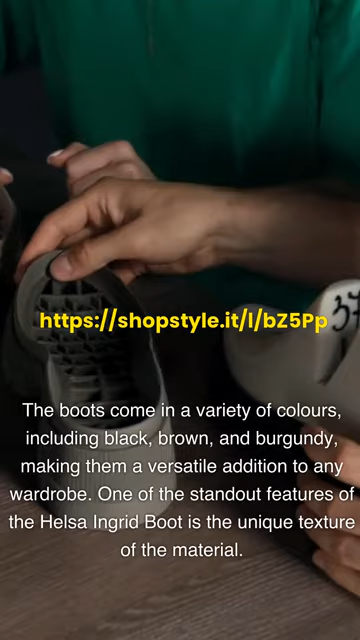 https://shopstyle.it/l/bZ5Pp
37
The boots come in a variety of colours,
including black, brown, and burgundy,
making them a versatile addition to any
wardrobe. One of the standout features of
the Helsa Ingrid Boot is the unique texture
of the material.